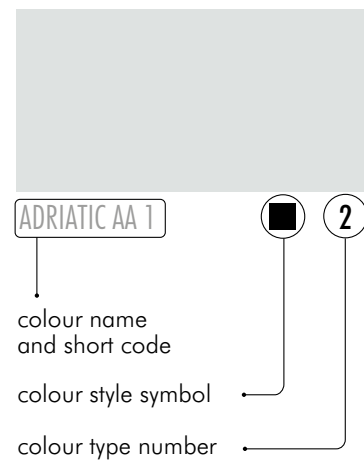 ADRIATIC AA 1 2
colour name
and short code
colour style symbol
colour type number